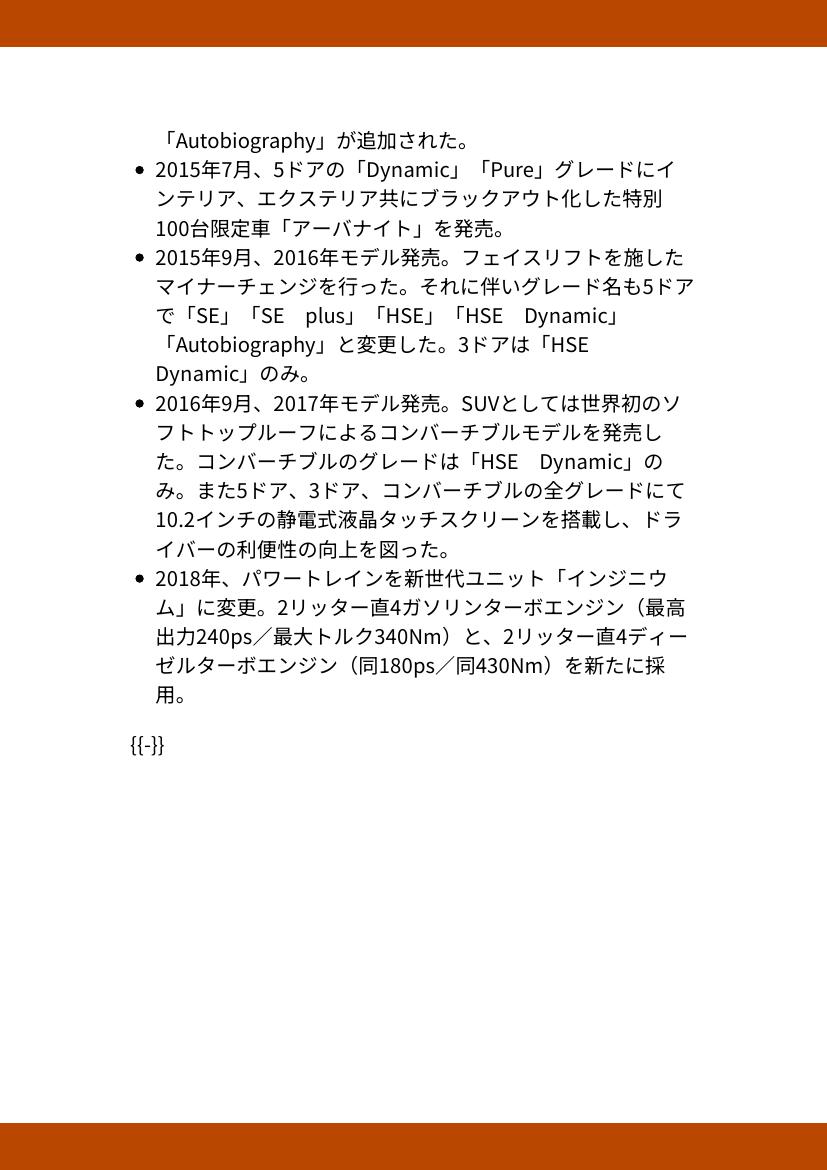 「Autobiography」が追加された。
• 2015年7月、5ドアの「Dynamic」「Pure」グレードにイ
ンテリア、エクステリア共にブラックアウト化した特別
100台限定車「アーバナイト」を発売。
• 2015年9月、2016年モデル発売。フェイスリフトを施した
マイナーチェンジを行った。それに伴いグレード名も5ドア
で「SE」「SE　plus」「HSE」「HSE　Dynamic」
「Autobiography」と変更した。3ドアは「HSE
Dynamic」のみ。
• 2016年9月、2017年モデル発売。SUVとしては世界初のソ
フトトップルーフによるコンバーチブルモデルを発売し
た。コンバーチブルのグレードは「HSE　Dynamic」の
み。また5ドア、3ドア、コンバーチブルの全グレードにて
10.2インチの静電式液晶タッチスクリーンを搭載し、ドラ
イバーの利便性の向上を図った。
• 2018年、パワートレインを新世代ユニット「インジニウ
ム」に変更。2リッター直4ガソリンターボエンジン（最高
出力240ps／最大トルク340Nm）と、2リッター直4ディー
ゼルターボエンジン（同180ps／同430Nm）を新たに採
用。
{{-}}